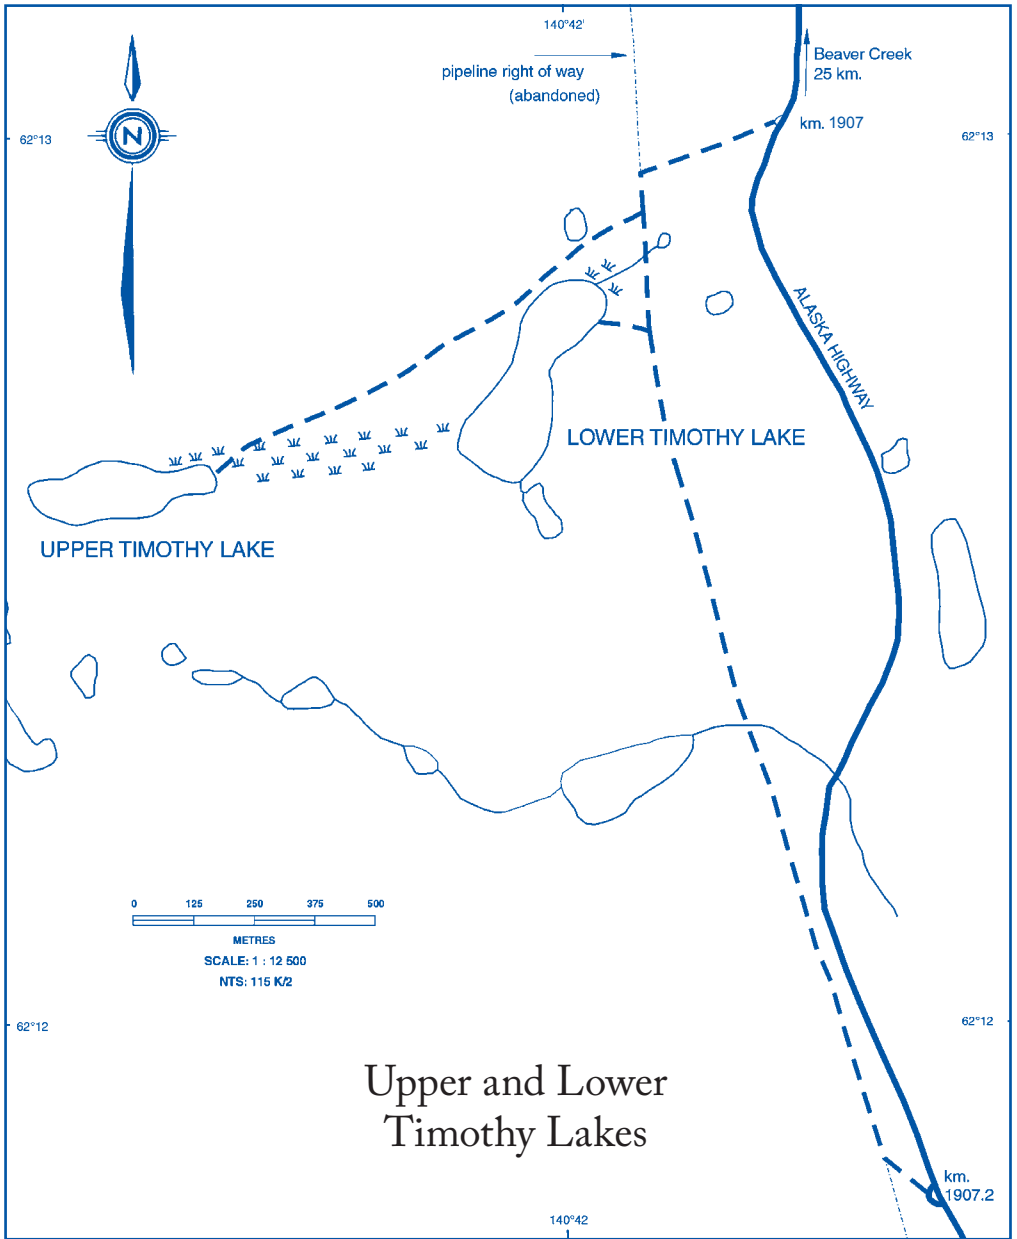 140°42'
Beaver Creek
25 km.
pipeline right of way
(abandoned)
km. 1907
62°13
62°13
N
ALASKA HIGHWAY
LOWER TIMOTHY LAKE
UPPER TIMOTHY LAKE
0 125 250 375 500
METRES
SCALE: 1 : 12 500
NTS: 115 K/2
62°12
62°12
Upper and Lower
Timothy Lakes
km.
1907.2
140°42